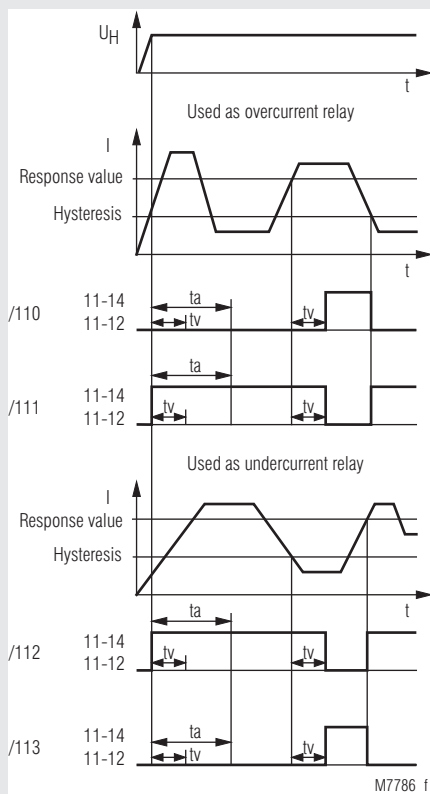 UH
t
Used as overcurrent relay
I
Response value
Hysteresis
t
/110 11-14 ta
11-12 tv tv
ta
/111 11-14
11-12 tv tv
Used as undercurrent relay
I
Response value
Hysteresis
t
ta
/112 11-14
11-12 tv tv
/113 11-14 ta
11-12 tv tv
M7786_f